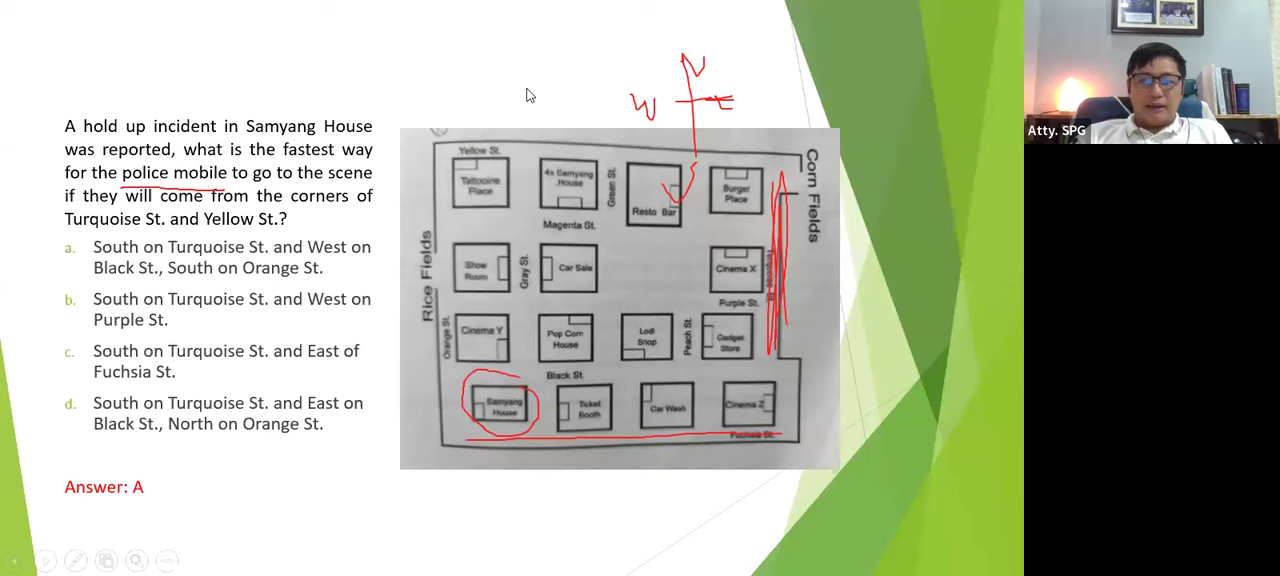 A hold up incident in Samyang House
was reported, what is the fastest way
for the police mobile to go to the scene
if they will come from the corners of
Turquoise St. and Yellow St.?
a. South on Turquoise St. and West on
Black St., South on Orange St.
b. South on Turquoise St. and West on
Purple St.
c. South on Turquoise St. and East of
Fuchsia St.
d. South on Turquoise St. and East on
Black St., North on Orange St.
Answer: A
N
W
E
S
Yellow St.
Tattooine
Place
4x Samyang
House
Green St.
Resto Bar
Burger
Place
Corn Fields
Magenta St.
Rice Fields
Show
Room
Gray St.
Car Sale
Cinema X
Turquoise St.
Purple St.
Orange St.
Cinema Y
Pop Corn
House
Lodi
Shop
Peach St.
Gadget
Store
Black St.
Samyang
House
Ticket
Booth
Car Wash
Cinema Z
Fuchsia St.
Atty. SPG